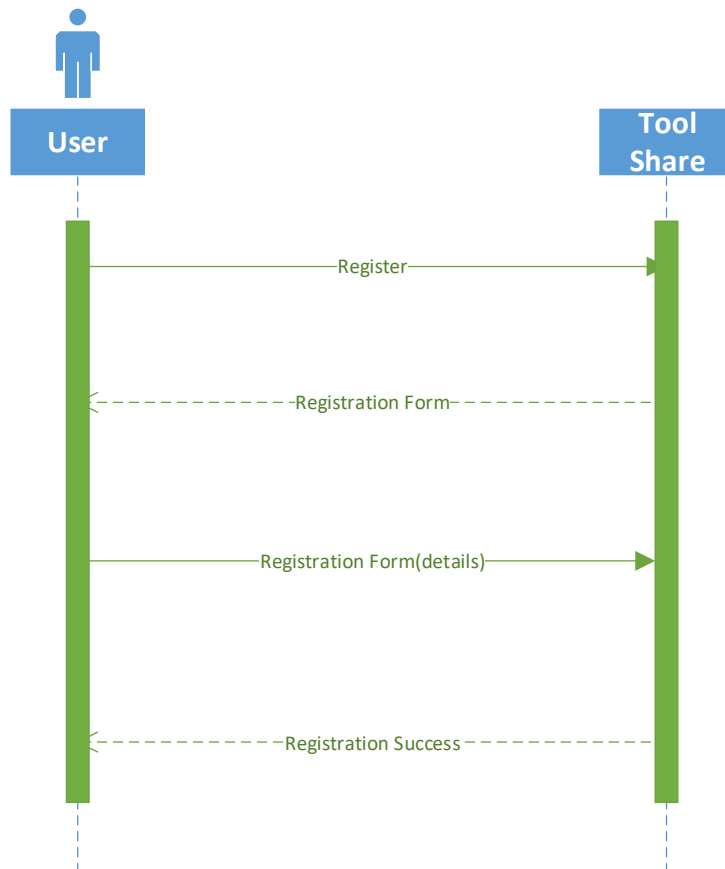 User
Tool
Share
Register
Registration Form
Registration Form(details)
Registration Success